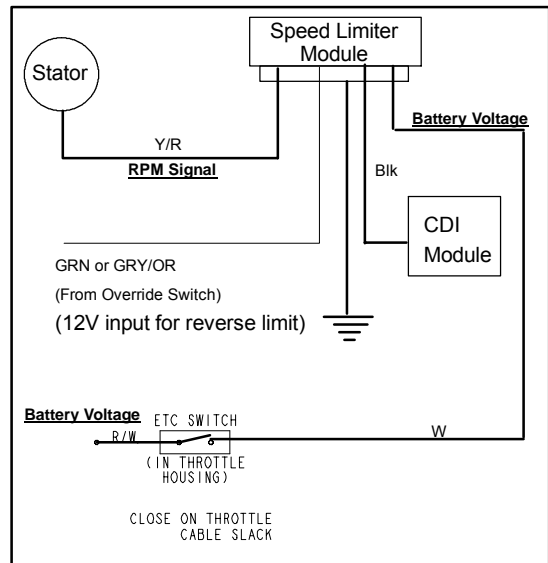 Speed Limiter
Module
Stator
Battery Voltage
Y/R
RPM Signal
Blk
CDI
Module
GRN or GRY/OR
(From Override Switch)
(12V input for reverse limit)
Battery Voltage
ETC SWITCH
R/W
W
(IN THROTTLE
HOUSING)
CLOSE ON THROTTLE
CABLE SLACK